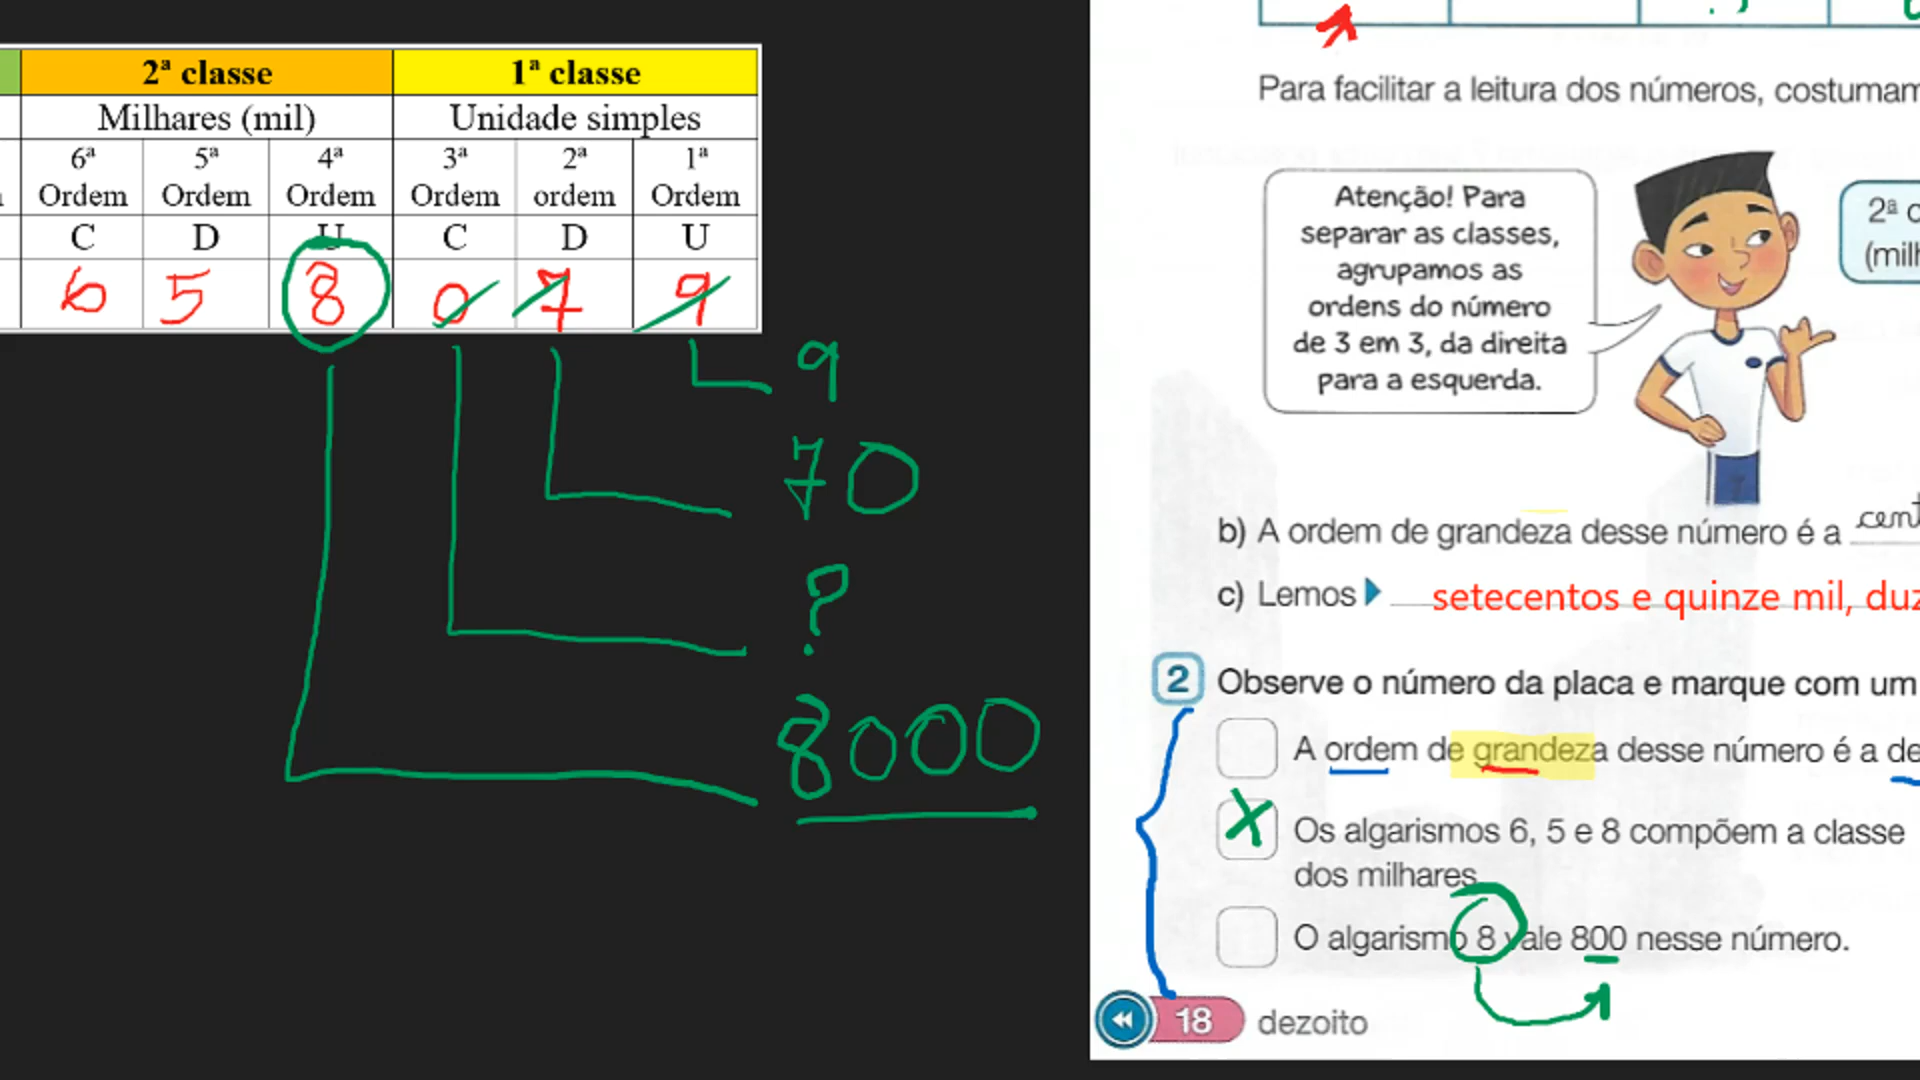 2ª classe 1ª classe
Milhares (mil) Unidade simples
6ª 5ª 4ª 3ª 2ª 1ª
Ordem Ordem Ordem Ordem ordem Ordem
C D U C D U
6 5 8 0 7 9
9
70
?
8000
Para facilitar a leitura dos números, costumam
Atenção! Para
separar as classes,
agrupamos as
ordens do número
de 3 em 3, da direita
para a esquerda.
2ª c
(milh
b) A ordem de grandeza desse número é a cent
c) Lemos setecentos e quinze mil, duz
2 Observe o número da placa e marque com um
A ordem de grandeza desse número é a de
X Os algarismos 6, 5 e 8 compõem a classe
dos milhares
O algarismo 8 vale 800 nesse número.
18 dezoito